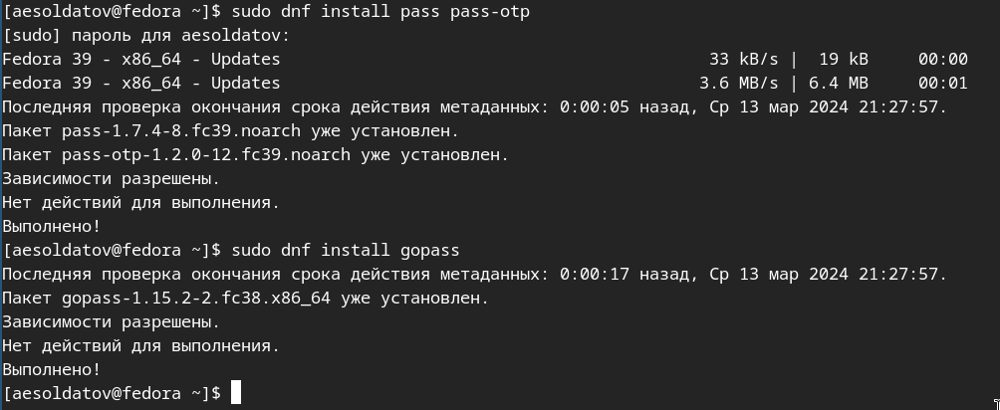 [aesoldatov@fedora ~]$ sudo dnf install pass pass-otp
[sudo] пароль для aesoldatov:
Fedora 39 - x86_64 - Updates 33 kB/s | 19 kB 00:00
Fedora 39 - x86_64 - Updates 3.6 MB/s | 6.4 MB 00:01
Последняя проверка окончания срока действия метаданных: 0:00:05 назад, Ср 13 мар 2024 21:27:57.
Пакет pass-1.7.4-8.fc39.noarch уже установлен.
Пакет pass-otp-1.2.0-12.fc39.noarch уже установлен.
Зависимости разрешены.
Нет действий для выполнения.
Выполнено!
[aesoldatov@fedora ~]$ sudo dnf install gopass
Последняя проверка окончания срока действия метаданных: 0:00:17 назад, Ср 13 мар 2024 21:27:57.
Пакет gopass-1.15.2-2.fc38.x86_64 уже установлен.
Зависимости разрешены.
Нет действий для выполнения.
Выполнено!
[aesoldatov@fedora ~]$